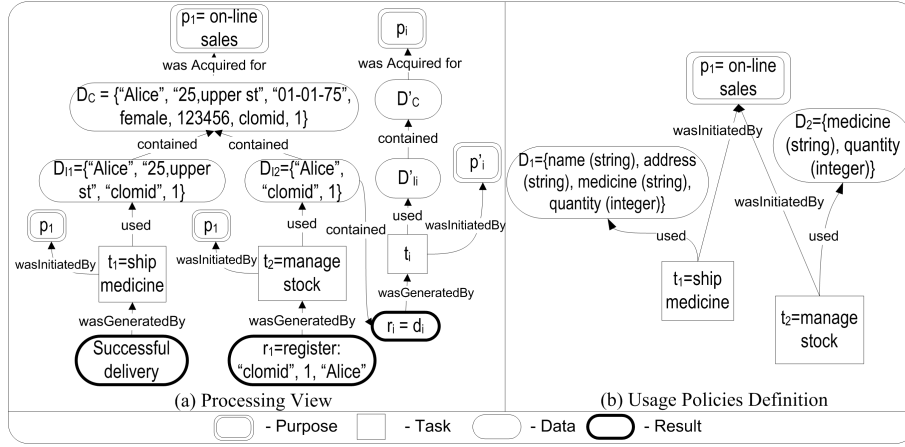 p1= on-line
sales
was Acquired for
DC = {“Alice”, “25,upper st”, “01-01-75”,
female, 123456, clomid, 1}
contained
contained
DI1={“Alice”, “25,upper
st”, “clomid”, 1}
DI2={“Alice”,
“clomid”, 1}
used
used
contained
p1
p1
wasInitiatedBy
wasInitiatedBy
t1=ship
medicine
t2=manage
stock
wasGeneratedBy
wasGeneratedBy
Successful
delivery
r1=register:
“clomid”, 1, “Alice”
pi
was Acquired for
D'C
contained
D'Ii
p'i
used
wasInitiatedBy
ti
wasGeneratedBy
ri = di
(a) Processing View
p1= on-line
sales
wasInitiatedBy
D2={medicine
(string), quantity
(integer)}
D1={name (string), address
(string), medicine (string),
quantity (integer)}
wasInitiatedBy
used
used
t1=ship
medicine
t2=manage
stock
(b) Usage Policies Definition
- Purpose
- Task
- Data
- Result